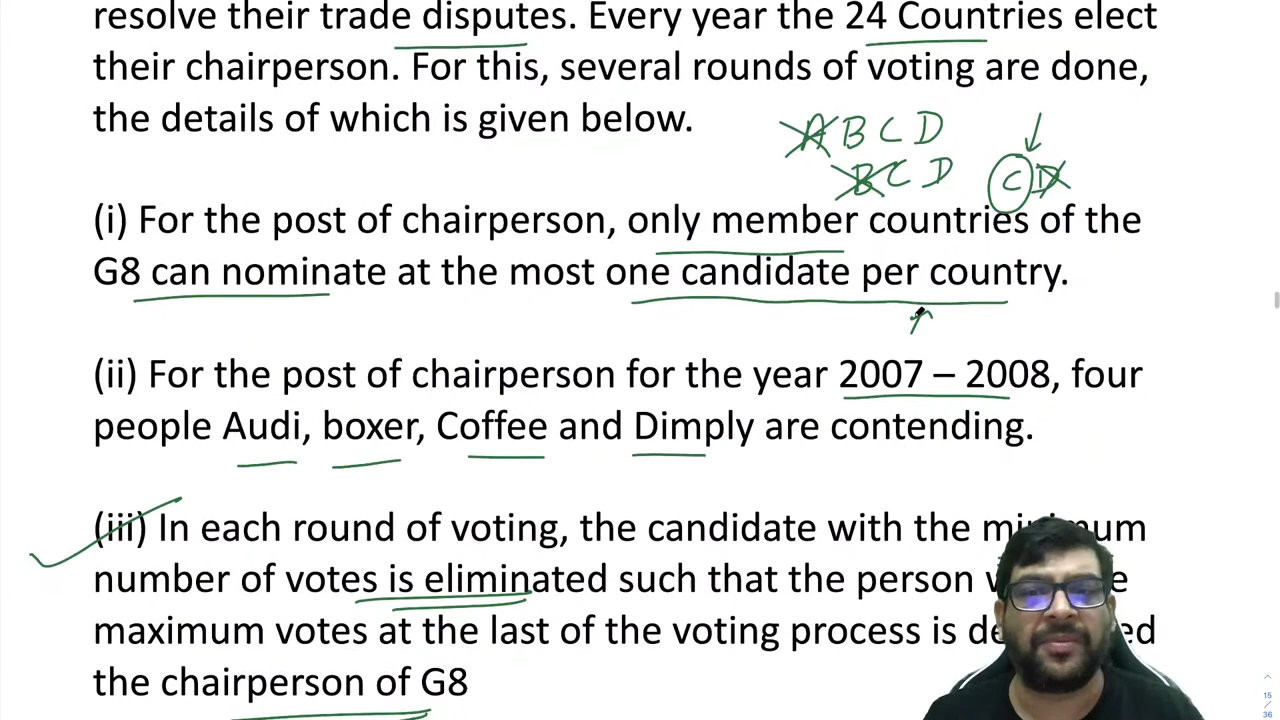 resolve their trade disputes. Every year the 24 Countries elect
their chairperson. For this, several rounds of voting are done,
the details of which is given below.
A B C D
B C D
C D
(i) For the post of chairperson, only member countries of the
G8 can nominate at the most one candidate per country.
(ii) For the post of chairperson for the year 2007 – 2008, four
people Audi, boxer, Coffee and Dimply are contending.
(iii) In each round of voting, the candidate with the minimum
number of votes is eliminated such that the person
maximum votes at the last of the voting process is
the chairperson of G8
15
/
36